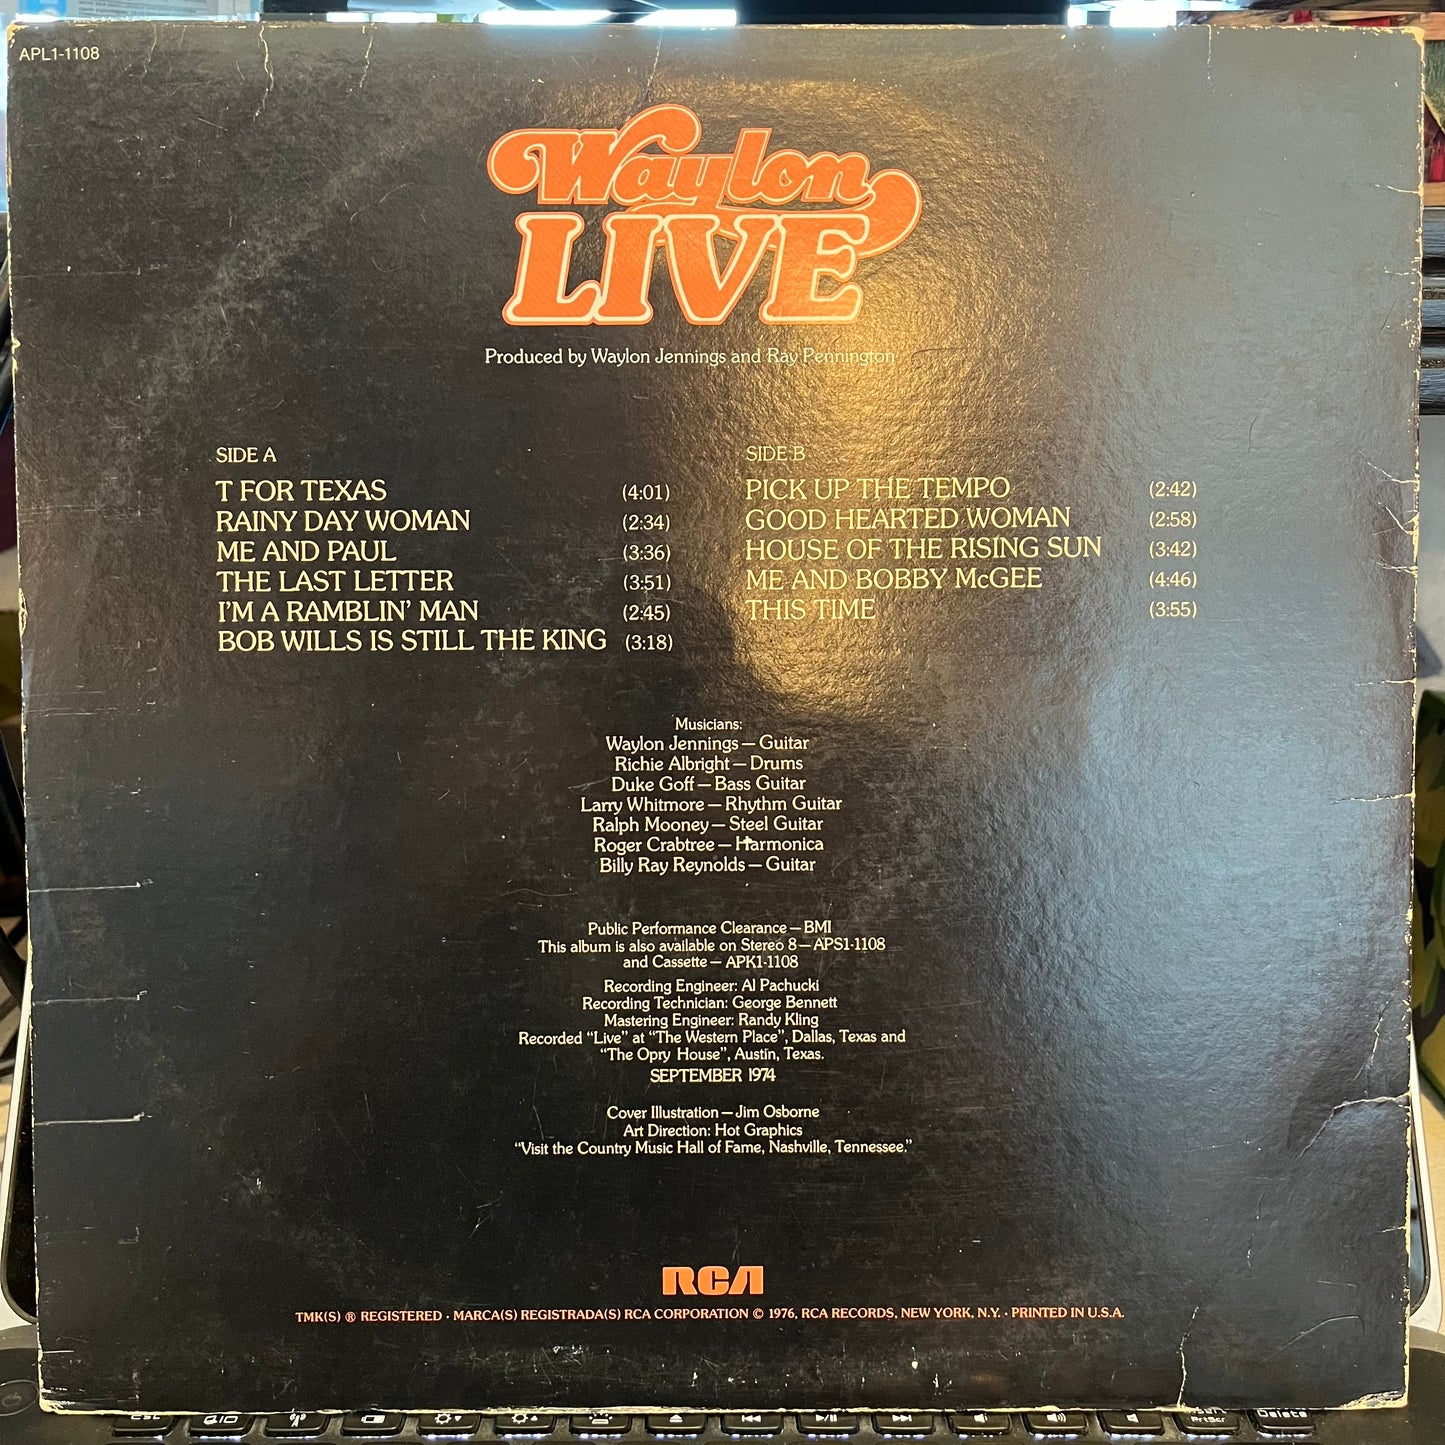 APL1-1108
Waylon
LIVE
Produced by Waylon Jennings and Ray Pennington
SIDE A
T FOR TEXAS (4:01)
RAINY DAY WOMAN (2:34)
ME AND PAUL (3:36)
THE LAST LETTER (3:51)
I'M A RAMBLIN' MAN (2:45)
BOB WILLS IS STILL THE KING (3:18)
SIDE B
PICK UP THE TEMPO (2:42)
GOOD HEARTED WOMAN (2:58)
HOUSE OF THE RISING SUN (3:42)
ME AND BOBBY McGEE (4:46)
THIS TIME (3:55)
Musicians:
Waylon Jennings — Guitar
Richie Albright — Drums
Duke Goff — Bass Guitar
Larry Whitmore — Rhythm Guitar
Ralph Mooney — Steel Guitar
Roger Crabtree — Harmonica
Billy Ray Reynolds — Guitar
Public Performance Clearance — BMI
This album is also available on Stereo 8 — APS1-1108
and Cassette — APK1-1108
Recording Engineer: Al Pachucki
Recording Technician: George Bennett
Mastering Engineer: Randy Kling
Recorded "Live" at "The Western Place", Dallas, Texas and
"The Opry House", Austin, Texas.
SEPTEMBER 1974
Cover Illustration — Jim Osborne
Art Direction: Hot Graphics
"Visit the Country Music Hall of Fame, Nashville, Tennessee."
RCA
TMK(S) ® REGISTERED · MARCA(S) REGISTRADA(S) RCA CORPORATION © 1976, RCA RECORDS, NEW YORK, N.Y. · PRINTED IN U.S.A.
PrtScr
Delete